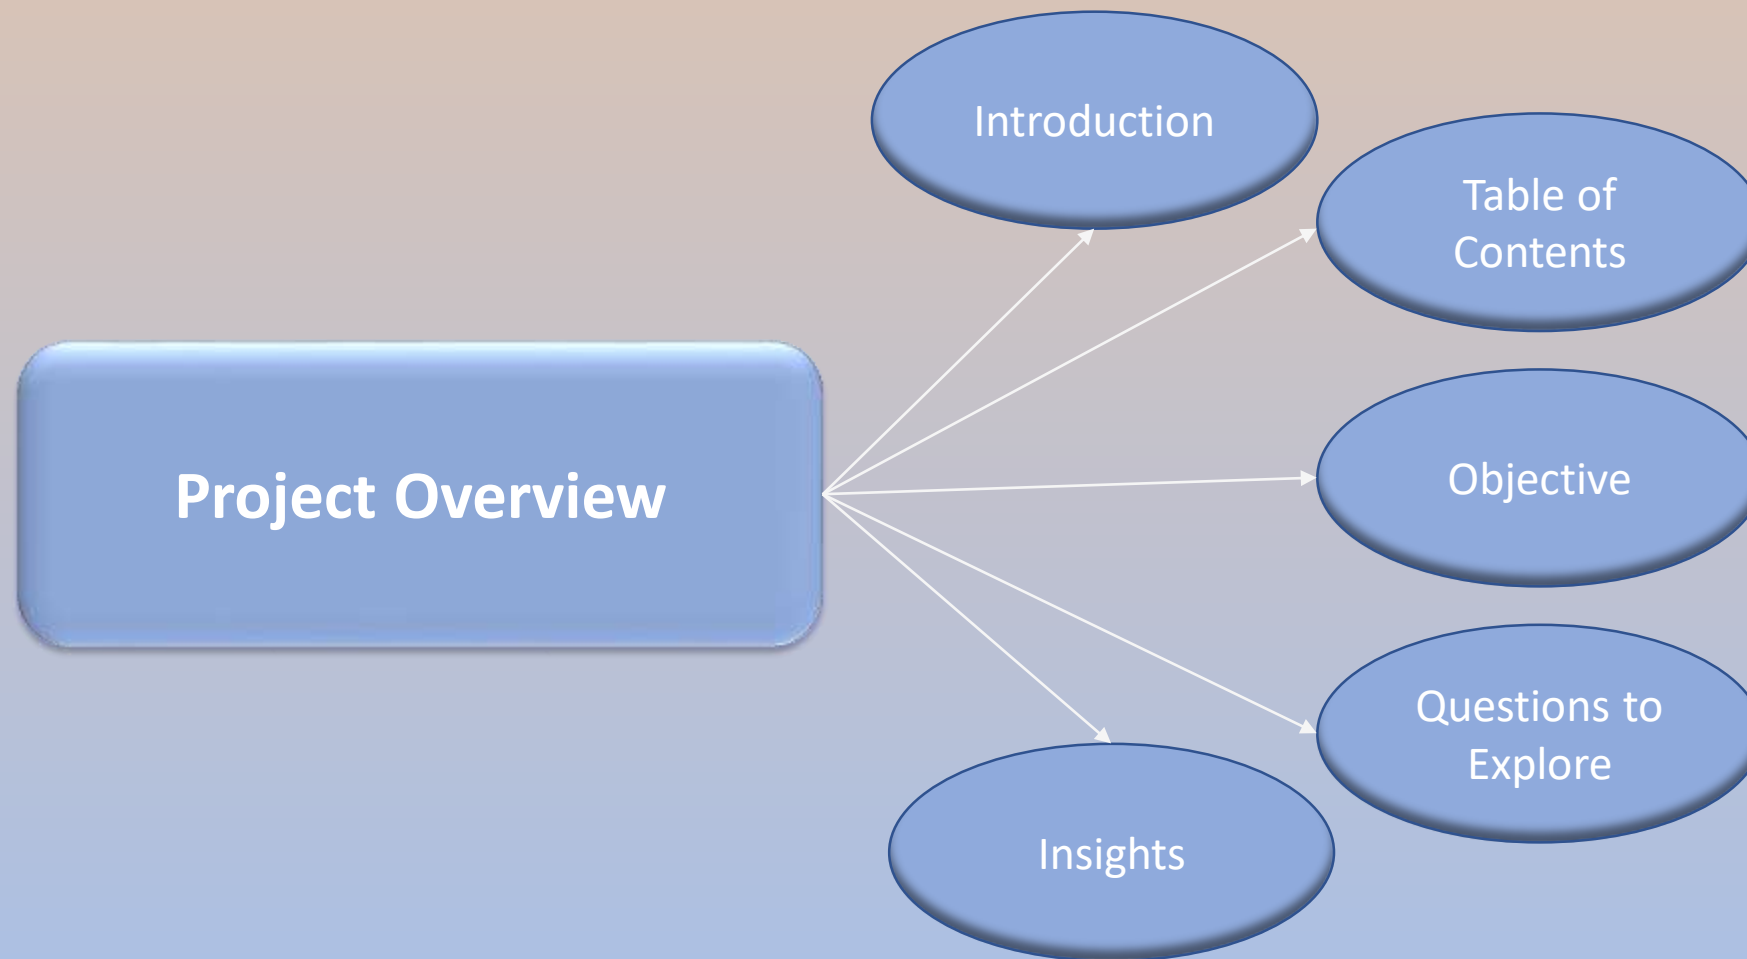 Project Overview
Introduction
Table of
Contents
Objective
Questions to
Explore
Insights